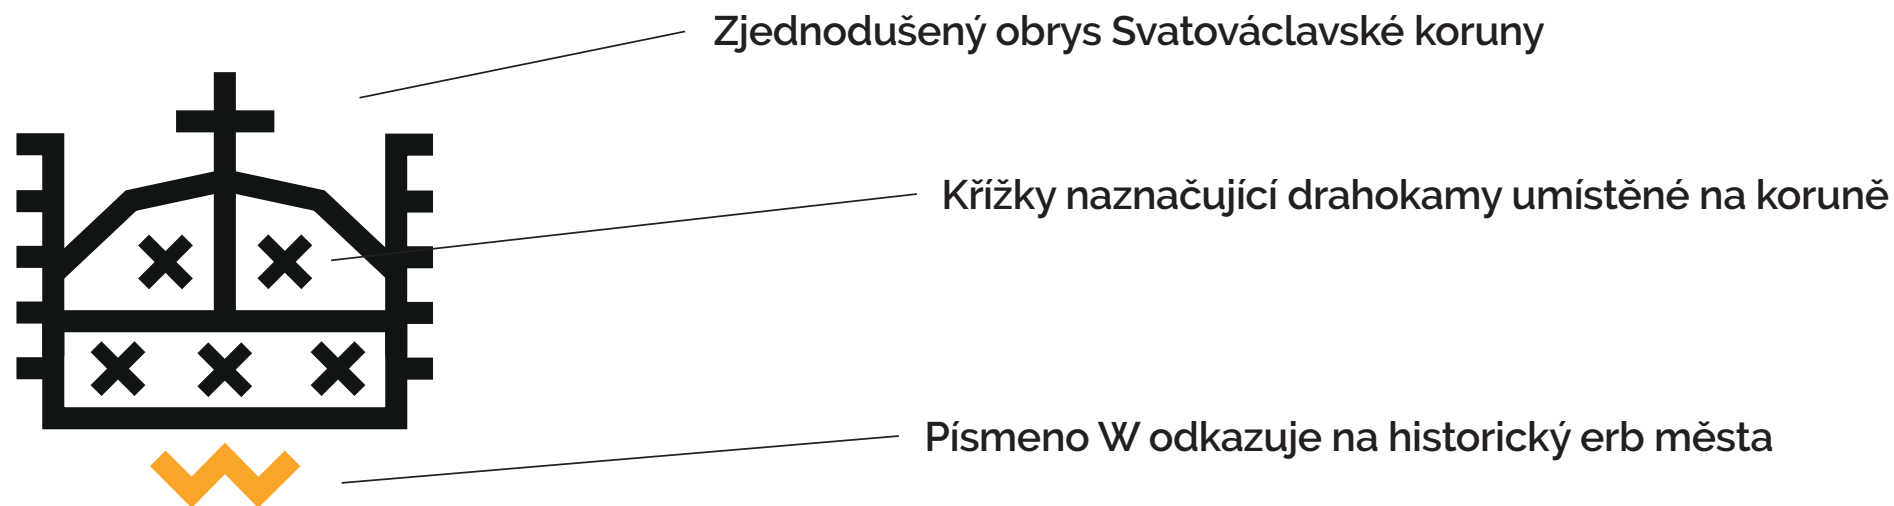 Zjednodušený obrys Svatováclavské koruny
Křížky naznačující drahokamy umístěné na koruně
Písmeno W odkazuje na historický erb města
W